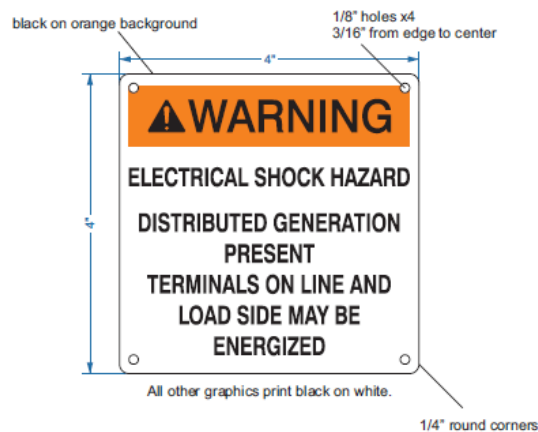 black on orange background
1/8" holes x4
3/16" from edge to center
4"
4"
WARNING
ELECTRICAL SHOCK HAZARD
DISTRIBUTED GENERATION
PRESENT
TERMINALS ON LINE AND
LOAD SIDE MAY BE
ENERGIZED
All other graphics print black on white.
1/4" round corners